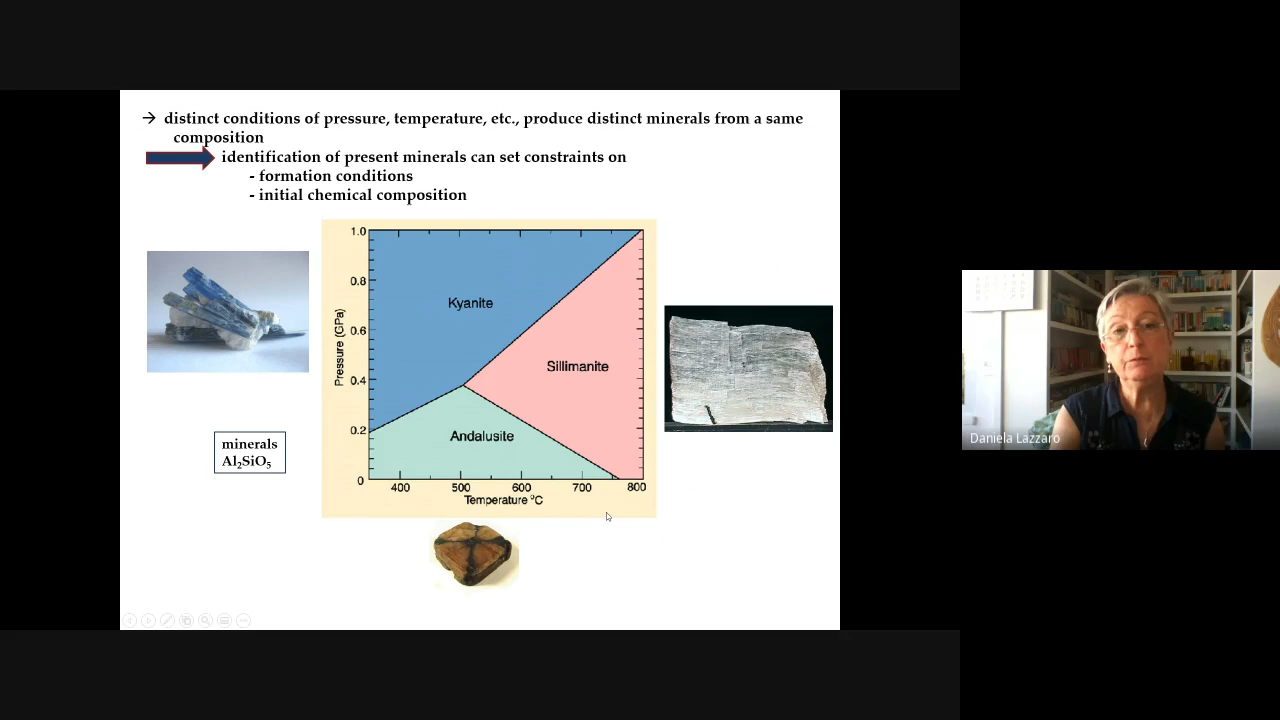 → distinct conditions of pressure, temperature, etc., produce distinct minerals from a same
composition
identification of present minerals can set constraints on
- formation conditions
- initial chemical composition
1.0
0.8
0.6
0.4
0.2
0
Pressure (GPa)
Kyanite
Sillimanite
Andalusite
400 500 600 700 800
Temperature °C
minerals
Al₂SiO₅
Daniela Lazzaro